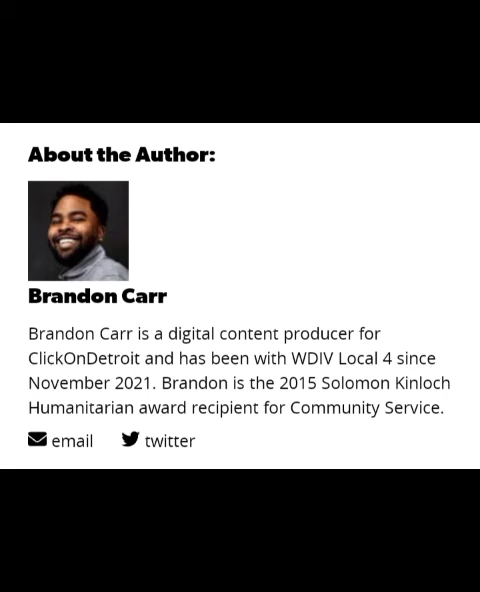 About the Author:
Brandon Carr
Brandon Carr is a digital content producer for
ClickOnDetroit and has been with WDIV Local 4 since
November 2021. Brandon is the 2015 Solomon Kinloch
Humanitarian award recipient for Community Service.
email twitter